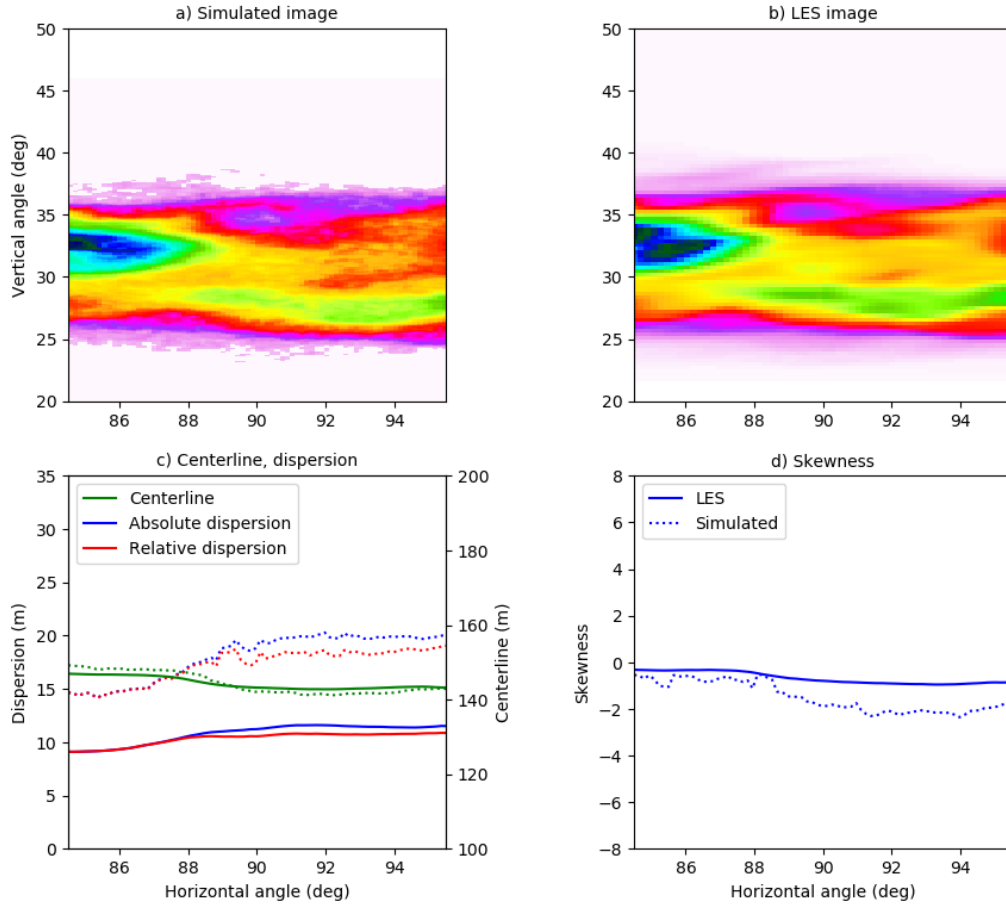 a) Simulated image
50
45
40
35
30
25
20
Vertical angle (deg)
86 88 90 92 94
b) LES image
50
45
40
35
30
25
20
86 88 90 92 94
c) Centerline, dispersion
35
30
25
20
15
10
5
0
Dispersion (m)
Centerline
Absolute dispersion
Relative dispersion
200
180
160
140
120
100
Centerline (m)
86 88 90 92 94
Horizontal angle (deg)
d) Skewness
8
6
4
2
0
−2
−4
−6
−8
Skewness
LES
Simulated
86 88 90 92 94
Horizontal angle (deg)